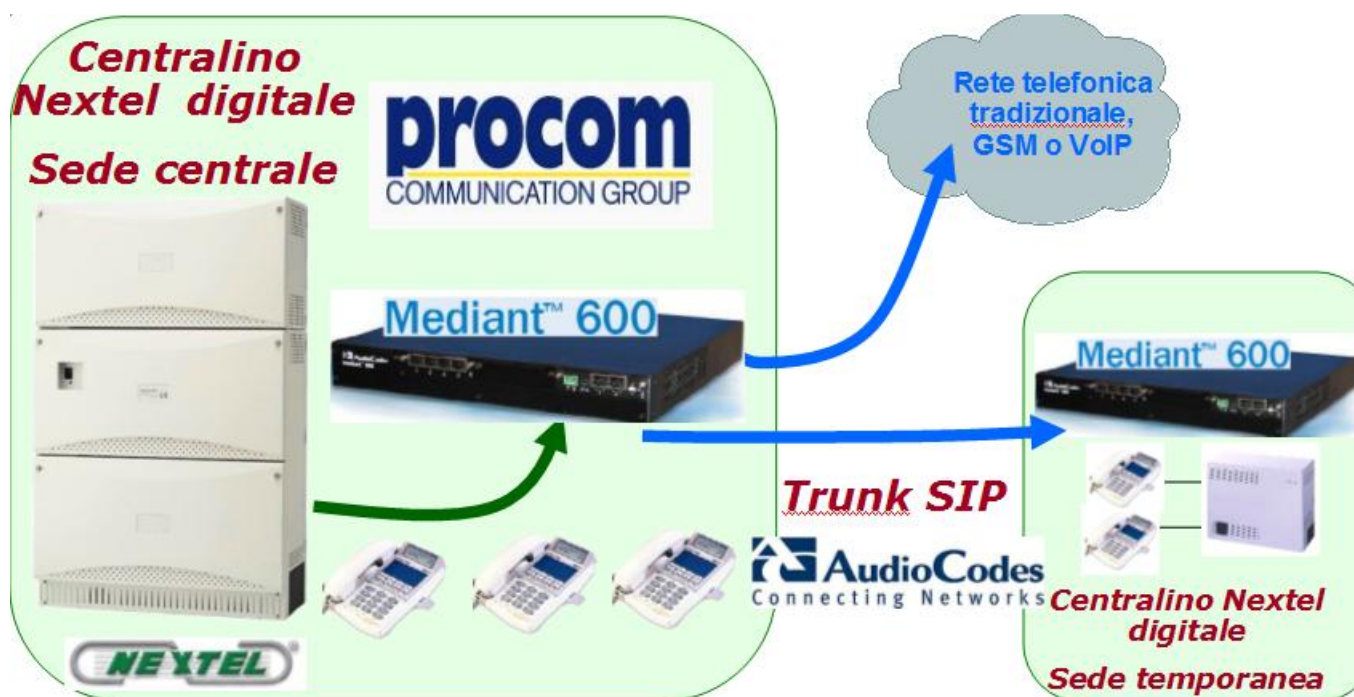 Centralino
Nextel digitale
Sede centrale
procom
COMMUNICATION GROUP
Rete telefonica
tradizionale,
GSM o VoIP
Mediant™ 600
AudioCodes
Mediant™ 600
Trunk SIP
AudioCodes
Connecting Networks
Centralino Nextel
digitale
Sede temporanea
NEXTEL®